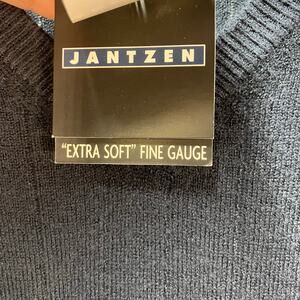 JANTZEN
"EXTRA SOFT" FINE GAUGE